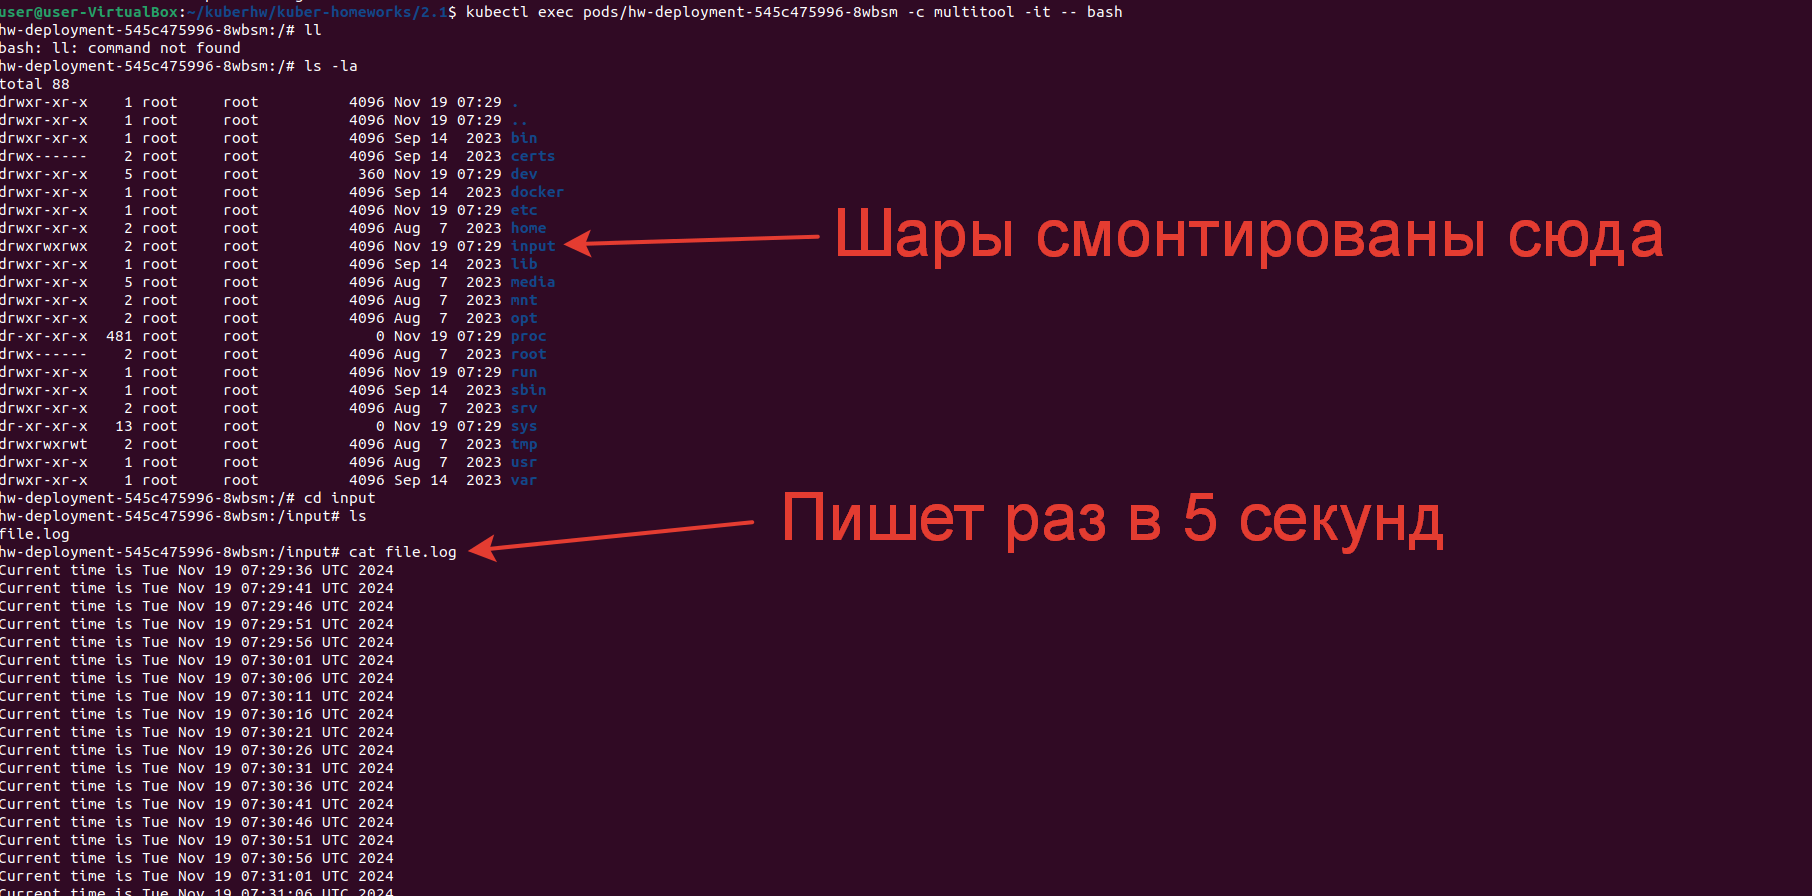 user@user-VirtualBox:~/kuberhw/kuber-homeworks/2.1$ kubectl exec pods/hw-deployment-545c475996-8wbsm -c multitool -it -- bash
hw-deployment-545c475996-8wbsm:/# ll
bash: ll: command not found
hw-deployment-545c475996-8wbsm:/# ls -la
total 88
drwxr-xr-x    1 root     root          4096 Nov 19 07:29 .
drwxr-xr-x    1 root     root          4096 Nov 19 07:29 ..
drwxr-xr-x    1 root     root          4096 Sep 14  2023 bin
drwx------    2 root     root          4096 Sep 14  2023 certs
drwxr-xr-x    5 root     root           360 Nov 19 07:29 dev
drwxr-xr-x    1 root     root          4096 Sep 14  2023 docker
drwxr-xr-x    1 root     root          4096 Nov 19 07:29 etc
drwxr-xr-x    2 root     root          4096 Aug  7  2023 home
drwxrwxrwx    2 root     root          4096 Nov 19 07:29 input
Шары смонтированы сюда
drwxr-xr-x    1 root     root          4096 Sep 14  2023 lib
drwxr-xr-x    5 root     root          4096 Aug  7  2023 media
drwxr-xr-x    2 root     root          4096 Aug  7  2023 mnt
drwxr-xr-x    2 root     root          4096 Aug  7  2023 opt
dr-xr-xr-x  481 root     root             0 Nov 19 07:29 proc
drwx------    2 root     root          4096 Aug  7  2023 root
drwxr-xr-x    1 root     root          4096 Nov 19 07:29 run
drwxr-xr-x    1 root     root          4096 Sep 14  2023 sbin
drwxr-xr-x    2 root     root          4096 Aug  7  2023 srv
dr-xr-xr-x   13 root     root             0 Nov 19 07:29 sys
drwxrwxrwt    2 root     root          4096 Aug  7  2023 tmp
drwxr-xr-x    1 root     root          4096 Aug  7  2023 usr
drwxr-xr-x    1 root     root          4096 Sep 14  2023 var
hw-deployment-545c475996-8wbsm:/# cd input
hw-deployment-545c475996-8wbsm:/input# ls
file.log
hw-deployment-545c475996-8wbsm:/input# cat file.log
Пишет раз в 5 секунд
Current time is Tue Nov 19 07:29:36 UTC 2024
Current time is Tue Nov 19 07:29:41 UTC 2024
Current time is Tue Nov 19 07:29:46 UTC 2024
Current time is Tue Nov 19 07:29:51 UTC 2024
Current time is Tue Nov 19 07:29:56 UTC 2024
Current time is Tue Nov 19 07:30:01 UTC 2024
Current time is Tue Nov 19 07:30:06 UTC 2024
Current time is Tue Nov 19 07:30:11 UTC 2024
Current time is Tue Nov 19 07:30:16 UTC 2024
Current time is Tue Nov 19 07:30:21 UTC 2024
Current time is Tue Nov 19 07:30:26 UTC 2024
Current time is Tue Nov 19 07:30:31 UTC 2024
Current time is Tue Nov 19 07:30:36 UTC 2024
Current time is Tue Nov 19 07:30:41 UTC 2024
Current time is Tue Nov 19 07:30:46 UTC 2024
Current time is Tue Nov 19 07:30:51 UTC 2024
Current time is Tue Nov 19 07:30:56 UTC 2024
Current time is Tue Nov 19 07:31:01 UTC 2024
Current time is Tue Nov 19 07:31:06 UTC 2024